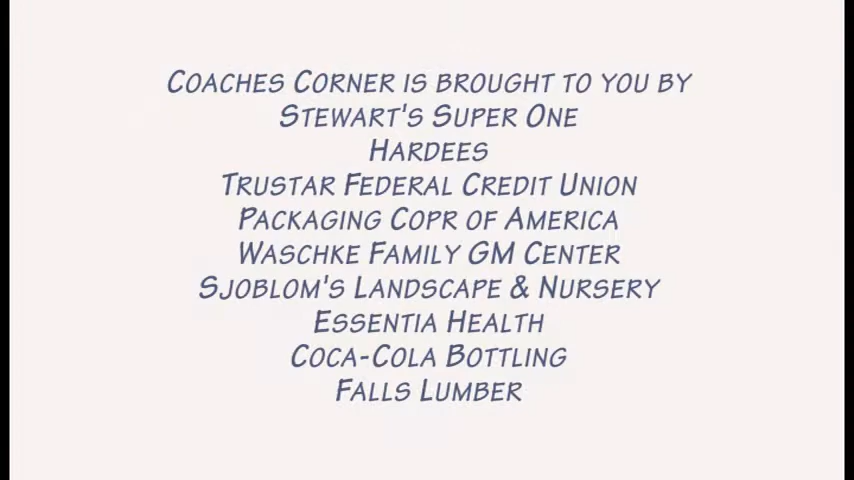 Coaches Corner is brought to you by
Stewart's Super One
Hardees
Trustar Federal Credit Union
Packaging Copr of America
Waschke Family GM Center
Sjoblom's Landscape & Nursery
Essentia Health
Coca-Cola Bottling
Falls Lumber